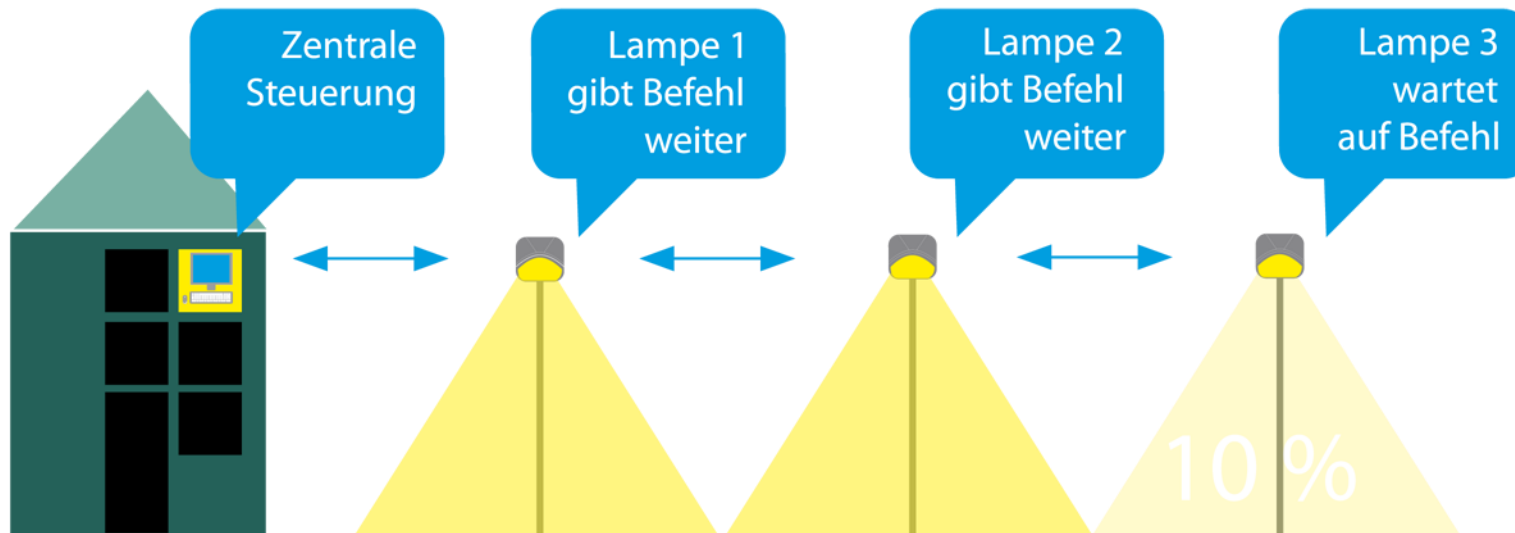 Zentrale
Steuerung
Lampe 1
gibt Befehl
weiter
Lampe 2
gibt Befehl
weiter
Lampe 3
wartet
auf Befehl
10 %